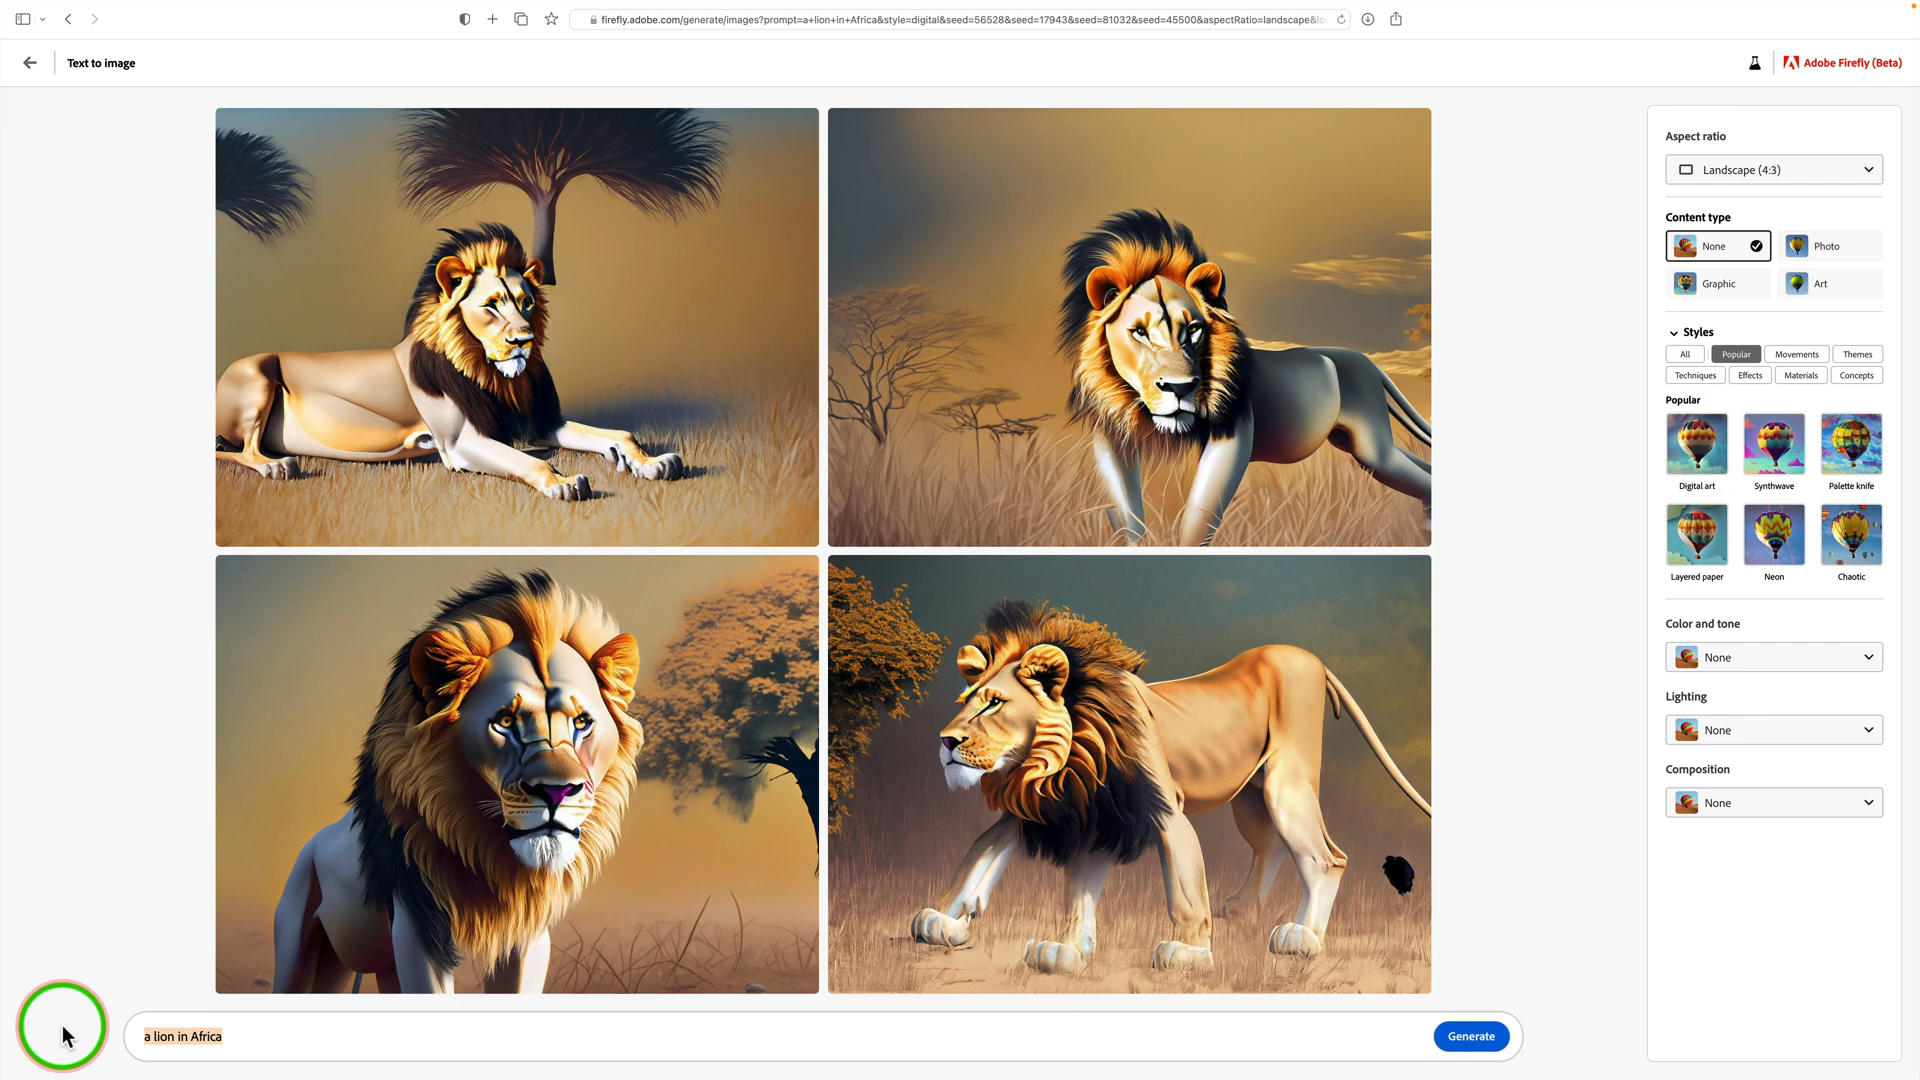 firefly.adobe.com/generate/images?prompt=a+lion+in+Africa&style=digital&seed=56528&seed=17943&seed=81032&seed=45500&aspectRatio=landscape&lo
Text to image
Adobe Firefly (Beta)
Aspect ratio
Landscape (4:3)
Content type
None
Photo
Graphic
Art
Styles
All
Popular
Movements
Themes
Techniques
Effects
Materials
Concepts
Popular
Digital art
Synthwave
Palette knife
Layered paper
Neon
Chaotic
Color and tone
None
Lighting
None
Composition
None
a lion in Africa
Generate